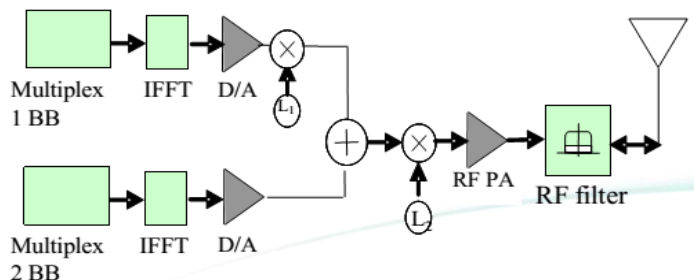 Multiplex
1 BB
IFFT
D/A
L₁
RF PA
RF filter
L₂
Multiplex
2 BB
IFFT
D/A